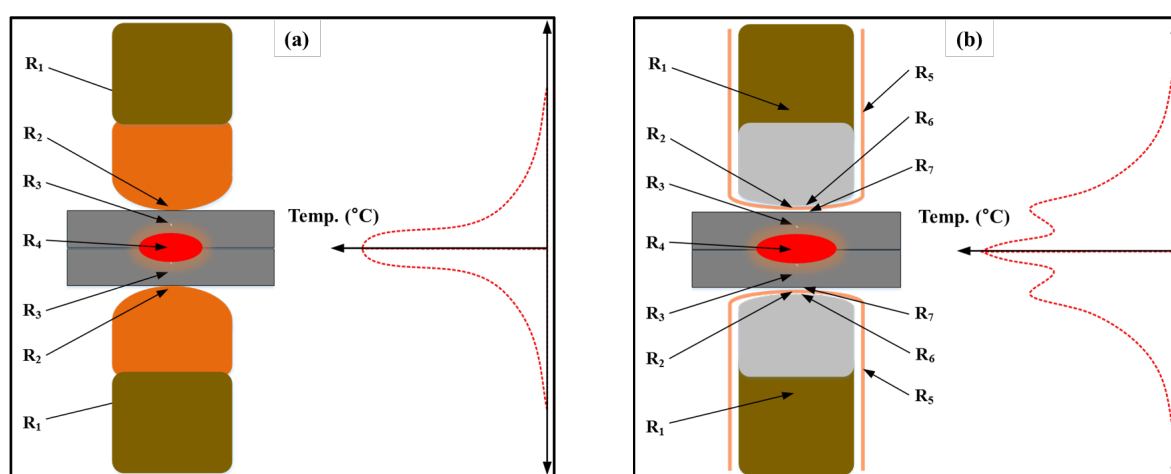 (a)
R₁
R₂
R₃
R₄
R₃
R₂
R₁
Temp. (°C)
(b)
R₁
R₂
R₃
R₄
R₃
R₂
R₁
R₅
R₆
R₇
R₇
R₆
R₅
Temp. (°C)